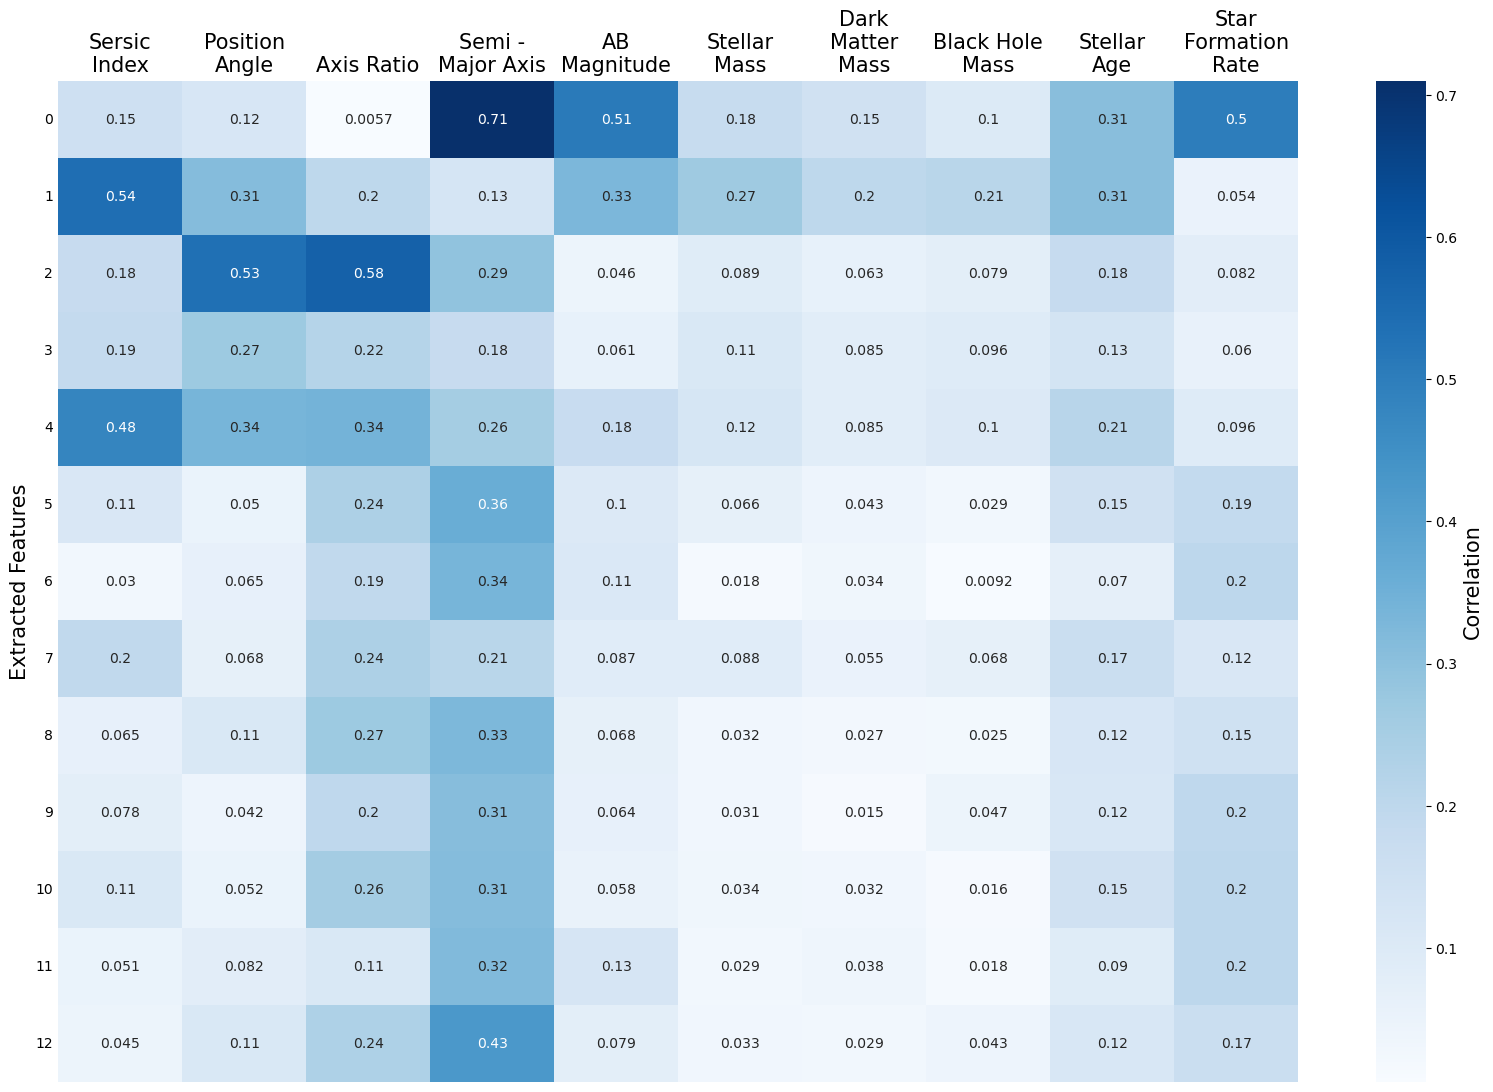 Sersic Index
Position Angle
Axis Ratio
Semi - Major Axis
AB Magnitude
Stellar Mass
Dark Matter Mass
Black Hole Mass
Stellar Age
Star Formation Rate
0 0.15 0.12 0.0057 0.71 0.51 0.18 0.15 0.1 0.31 0.5
1 0.54 0.31 0.2 0.13 0.33 0.27 0.2 0.21 0.31 0.054
2 0.18 0.53 0.58 0.29 0.046 0.089 0.063 0.079 0.18 0.082
3 0.19 0.27 0.22 0.18 0.061 0.11 0.085 0.096 0.13 0.06
4 0.48 0.34 0.34 0.26 0.18 0.12 0.085 0.1 0.21 0.096
5 0.11 0.05 0.24 0.36 0.1 0.066 0.043 0.029 0.15 0.19
6 0.03 0.065 0.19 0.34 0.11 0.018 0.034 0.0092 0.07 0.2
7 0.2 0.068 0.24 0.21 0.087 0.088 0.055 0.068 0.17 0.12
8 0.065 0.11 0.27 0.33 0.068 0.032 0.027 0.025 0.12 0.15
9 0.078 0.042 0.2 0.31 0.064 0.031 0.015 0.047 0.12 0.2
10 0.11 0.052 0.26 0.31 0.058 0.034 0.032 0.016 0.15 0.2
11 0.051 0.082 0.11 0.32 0.13 0.029 0.038 0.018 0.09 0.2
12 0.045 0.11 0.24 0.43 0.079 0.033 0.029 0.043 0.12 0.17
Extracted Features
0.7
0.6
0.5
0.4
0.3
0.2
0.1
Correlation